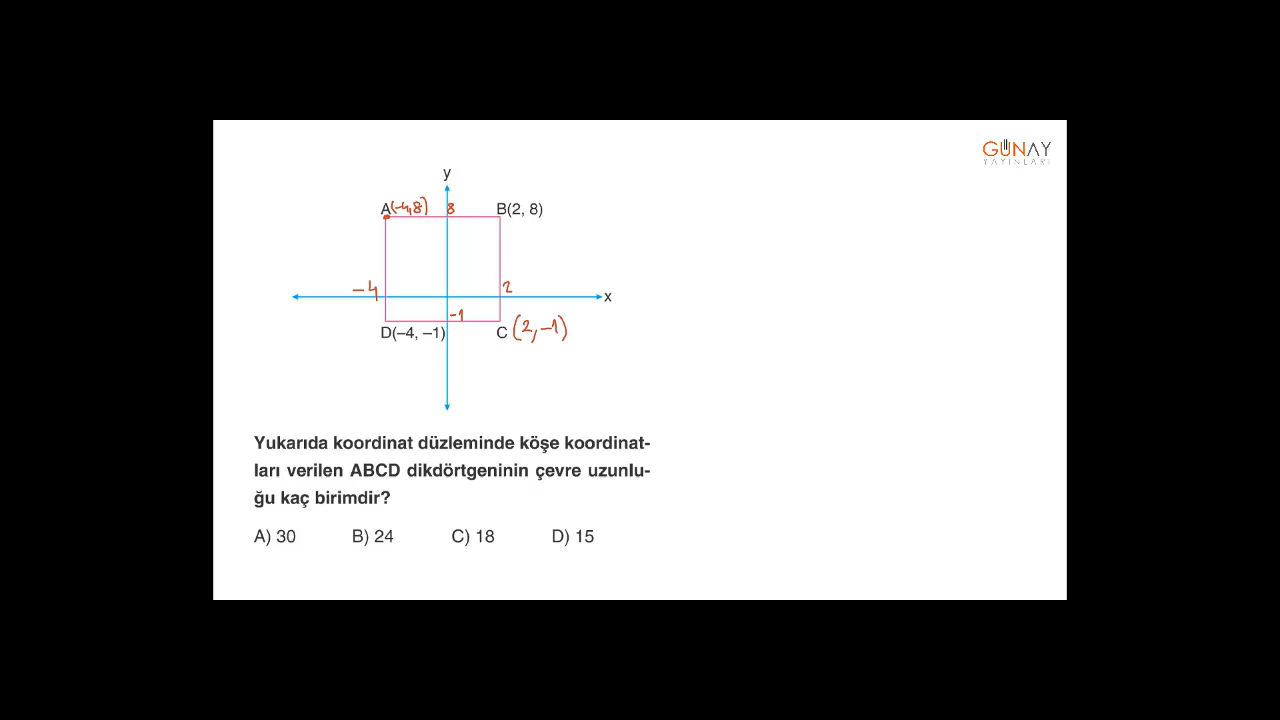 GÜNAY
YAYINLARI
y
A(-4,8) 8 B(2, 8)
-4 2 x
-1
D(–4, –1) C (2,-1)
Yukarıda koordinat düzleminde köşe koordinat-
ları verilen ABCD dikdörtgeninin çevre uzunlu-
ğu kaç birimdir?
A) 30 B) 24 C) 18 D) 15